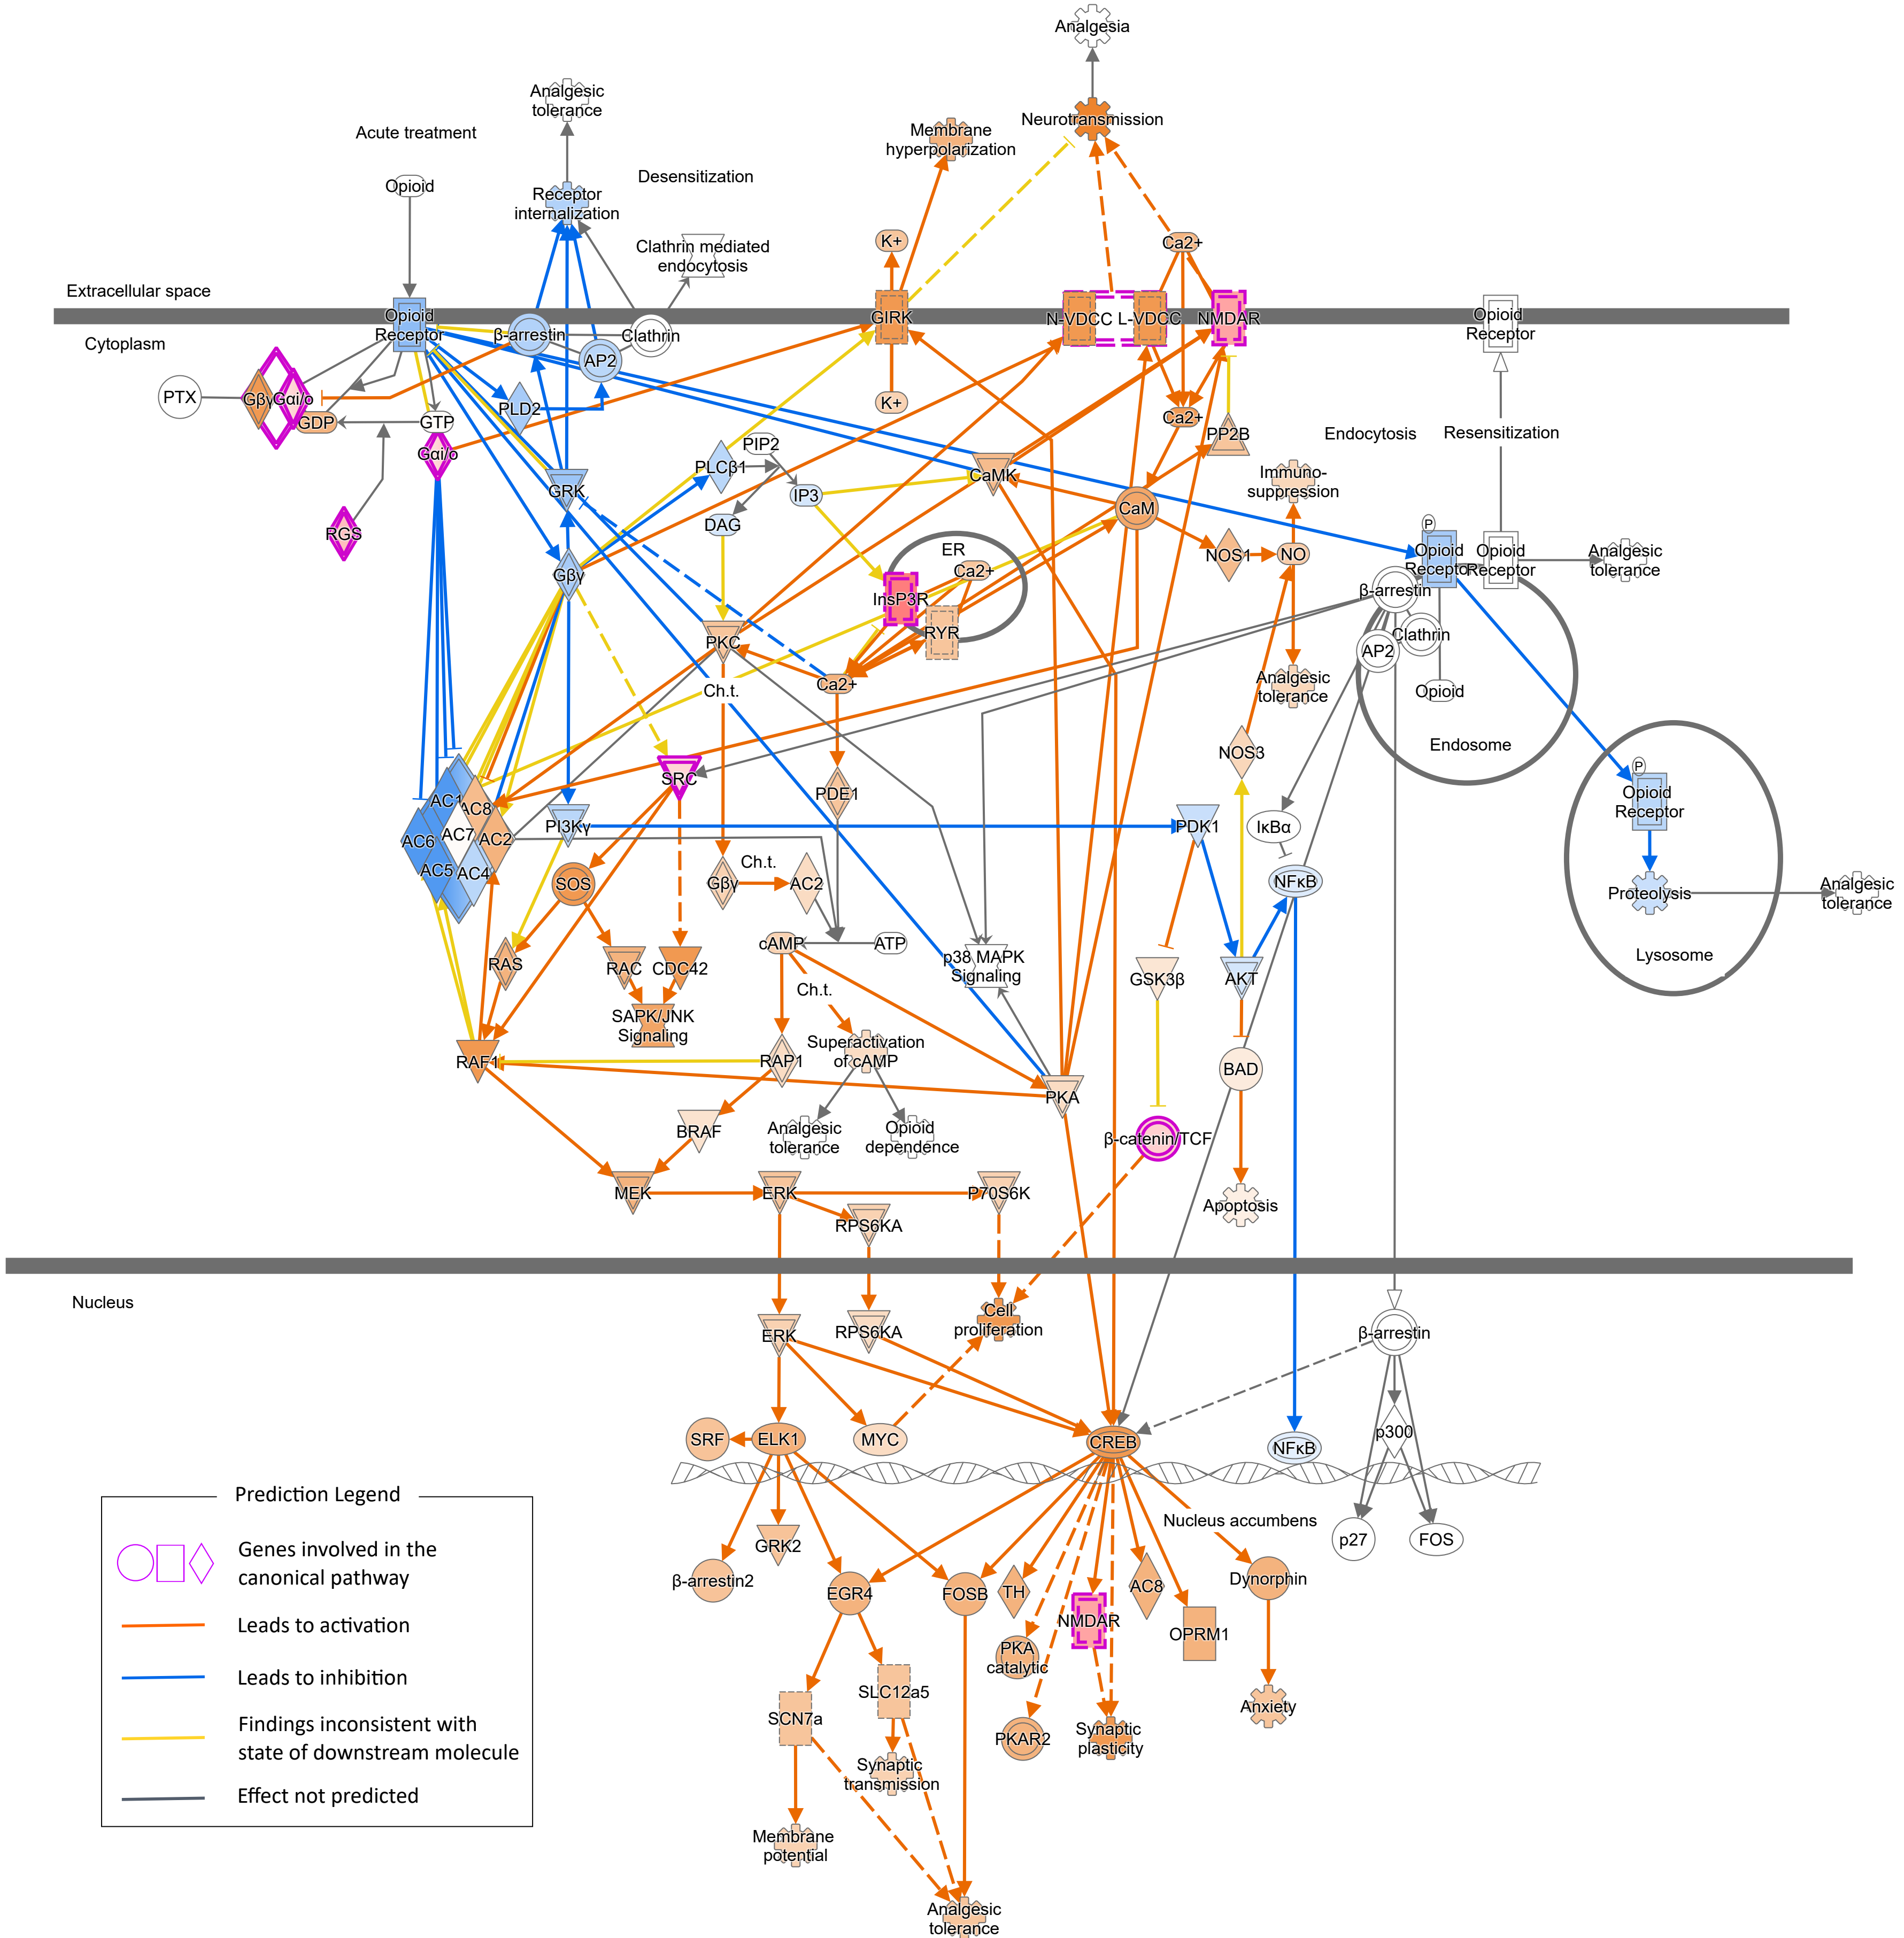 Analgesia
Analgesic
tolerance
Neurotransmission
Acute treatment
Membrane
hyperpolarization
Desensitization
Opioid
Receptor
internalization
Clathrin mediated
endocytosis
K+
Ca2+
Extracellular space
Cytoplasm
Opioid
Receptor
β-arrestin
Clathrin
AP2
GIRK
N-VDCC
L-VDCC
NMDAR
Opioid
Receptor
PTX
Gβγ
Gαi/o
GDP
GTP
PLD2
K+
Ca2+
PP2B
Endocytosis
Resensitization
Gαi/o
PLCβ1
PIP2
CaMK
Immuno-
suppression
GRK
IP3
CaM
RGS
DAG
P
NOS1
NO
Opioid
Receptor
Opioid
Receptor
Analgesic
tolerance
ER
Ca2+
Gβγ
InsP3R
RYR
β-arrestin
Clathrin
AP2
PKC
Ca2+
Ch.t.
Analgesic
tolerance
Opioid
Endosome
SRC
NOS3
P
Opioid
Receptor
PDE1
AC1
AC8
AC7
AC6
AC2
AC5
AC4
PI3Kγ
PDK1
IκBα
SOS
Gβγ
Ch.t.
AC2
NFκB
Proteolysis
Analgesic
tolerance
RAS
RAC
CDC42
cAMP
ATP
p38 MAPK
Signaling
GSK3β
AKT
Lysosome
Ch.t.
SAPK/JNK
Signaling
Superactivation
of cAMP
RAF1
RAP1
BAD
PKA
BRAF
Analgesic
tolerance
Opioid
dependence
β-catenin/TCF
MEK
ERK
P70S6K
RPS6KA
Apoptosis
Nucleus
ERK
RPS6KA
Cell
proliferation
β-arrestin
SRF
ELK1
MYC
CREB
NFκB
p300
Nucleus accumbens
p27
FOS
GRK2
β-arrestin2
EGR4
FOSB
TH
NMDAR
AC8
OPRM1
Dynorphin
PKA
catalytic
SCN7a
SLC12a5
PKAR2
Synaptic
plasticity
Anxiety
Synaptic
transmission
Membrane
potential
Analgesic
tolerance
Prediction Legend
Genes involved in the
canonical pathway
Leads to activation
Leads to inhibition
Findings inconsistent with
state of downstream molecule
Effect not predicted